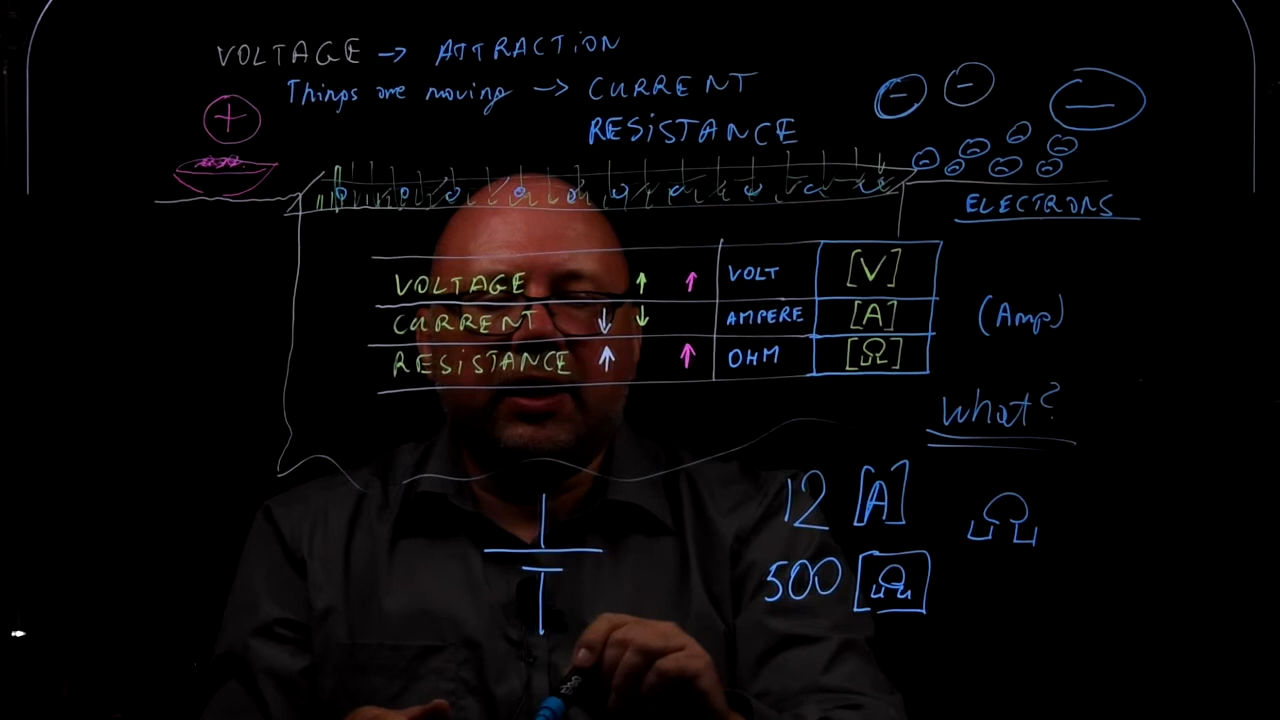 VOLTAGE → ATTRACTION
Things are moving → CURRENT
RESISTANCE
+
- - -
- - - - - - - -
ELECTRONS
VOLTAGE ↑ ↑ VOLT [V]
CURRENT ↓ ↓ AMPERE [A] (Amp)
RESISTANCE ↑ ↑ OHM [Ω]
What?
12 [A] Ω
500 [Ω]